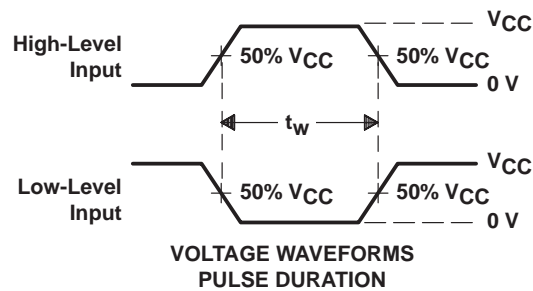 High-Level
Input
50% VCC
50% VCC
VCC
0 V
tw
Low-Level
Input
50% VCC
50% VCC
VCC
0 V
VOLTAGE WAVEFORMS
PULSE DURATION